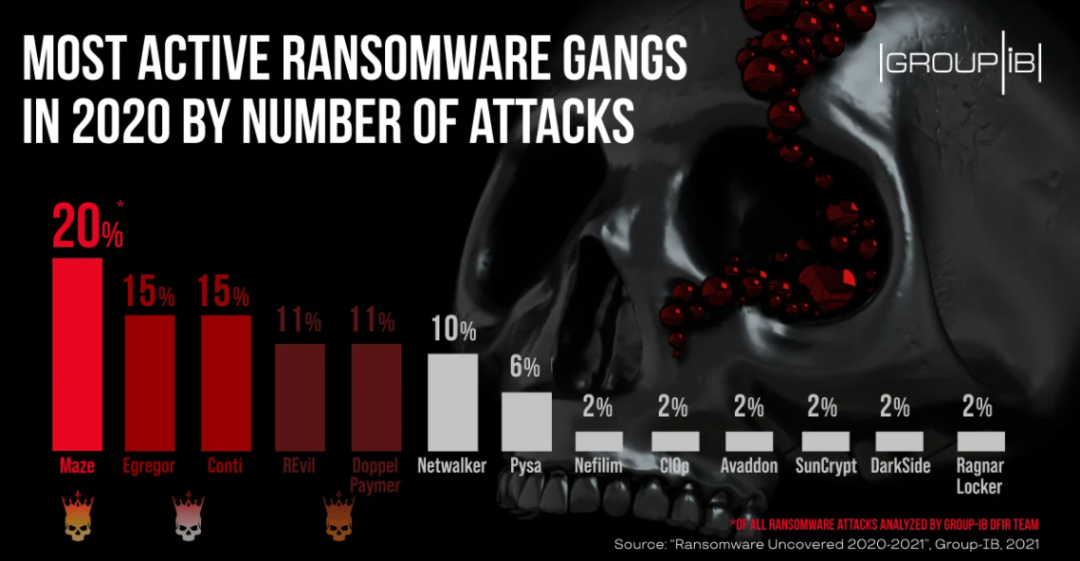 MOST ACTIVE RANSOMWARE GANGS
IN 2020 BY NUMBER OF ATTACKS
|GROUP|iB|
20%*
15%
15%
11%
11%
10%
6%
2%
2%
2%
2%
2%
2%
Maze
Egregor
Conti
REvil
Doppel
Paymer
Netwalker
Pysa
Nefilim
Cl0p
Avaddon
SunCrypt
DarkSide
Ragnar
Locker
*OF ALL RANSOMWARE ATTACKS ANALYZED BY GROUP-IB DFIR TEAM
Source: "Ransomware Uncovered 2020-2021", Group-IB, 2021